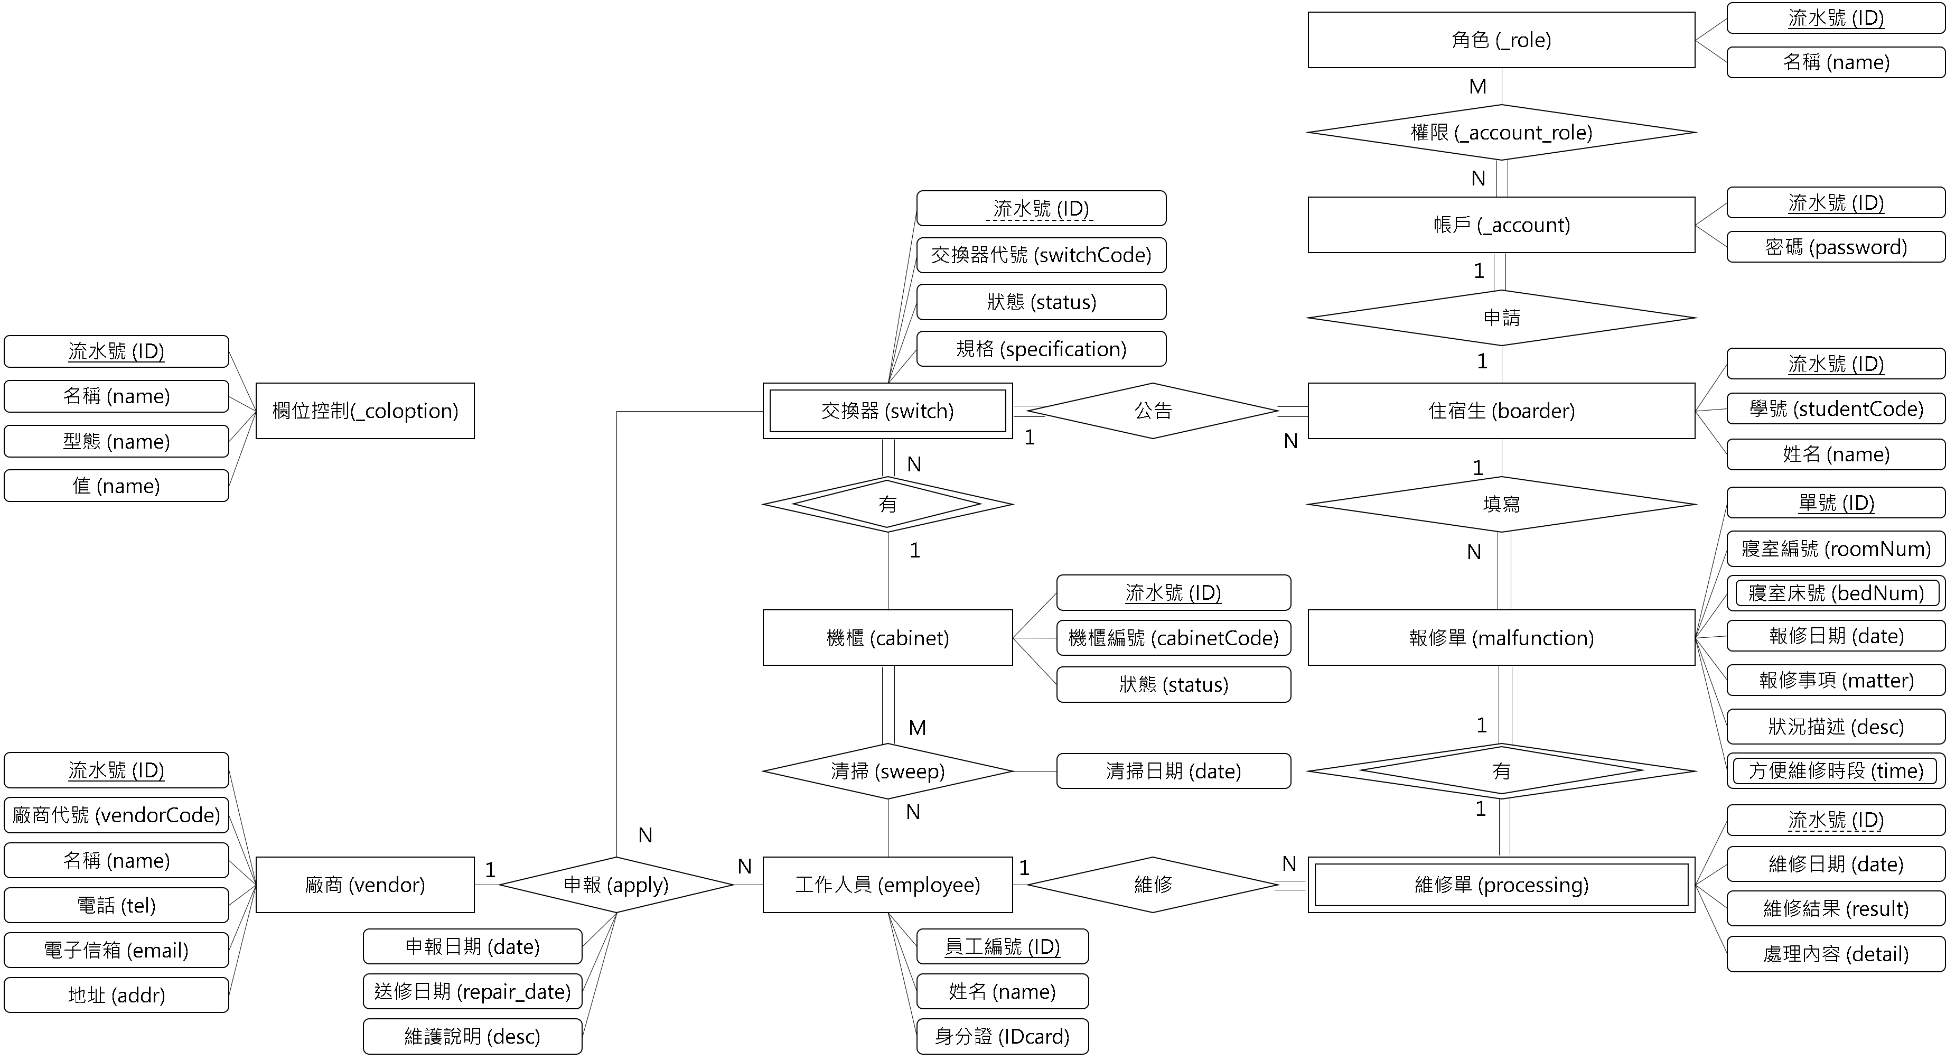 角色 (_role)
流水號 (ID)
名稱 (name)
M
權限 (_account_role)
N
帳戶 (_account)
流水號 (ID)
密碼 (password)
1
申請
1
流水號 (ID)
交換器代號 (switchCode)
狀態 (status)
規格 (specification)
交換器 (switch)
1
公告
N
住宿生 (boarder)
流水號 (ID)
學號 (studentCode)
姓名 (name)
流水號 (ID)
名稱 (name)
型態 (name)
值 (name)
欄位控制(_coloption)
N
有
1
1
填寫
N
機櫃 (cabinet)
流水號 (ID)
機櫃編號 (cabinetCode)
狀態 (status)
報修單 (malfunction)
單號 (ID)
寢室編號 (roomNum)
寢室床號 (bedNum)
報修日期 (date)
報修事項 (matter)
狀況描述 (desc)
方便維修時段 (time)
M
清掃 (sweep)
清掃日期 (date)
N
1
有
1
流水號 (ID)
廠商代號 (vendorCode)
名稱 (name)
電話 (tel)
電子信箱 (email)
地址 (addr)
廠商 (vendor)
1
申報 (apply)
N
N
工作人員 (employee)
1
維修
N
維修單 (processing)
流水號 (ID)
維修日期 (date)
維修結果 (result)
處理內容 (detail)
申報日期 (date)
送修日期 (repair_date)
維護說明 (desc)
員工編號 (ID)
姓名 (name)
身分證 (IDcard)